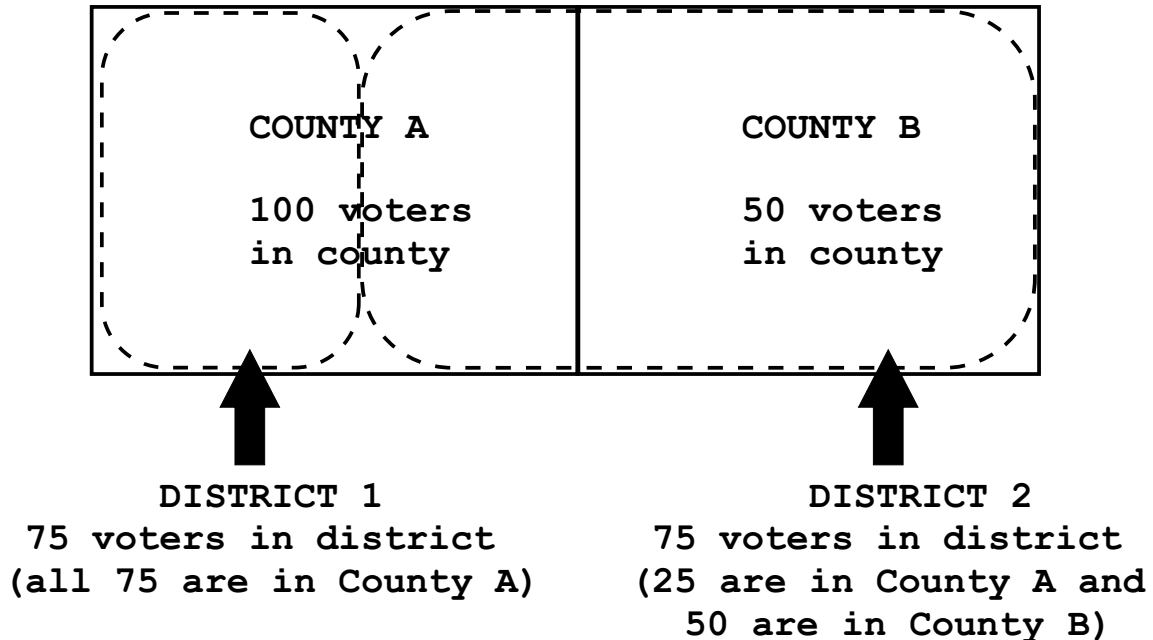 COUNTY A
100 voters
in county
COUNTY B
50 voters
in county
DISTRICT 1
75 voters in district
(all 75 are in County A)
DISTRICT 2
75 voters in district
(25 are in County A and
50 are in County B)